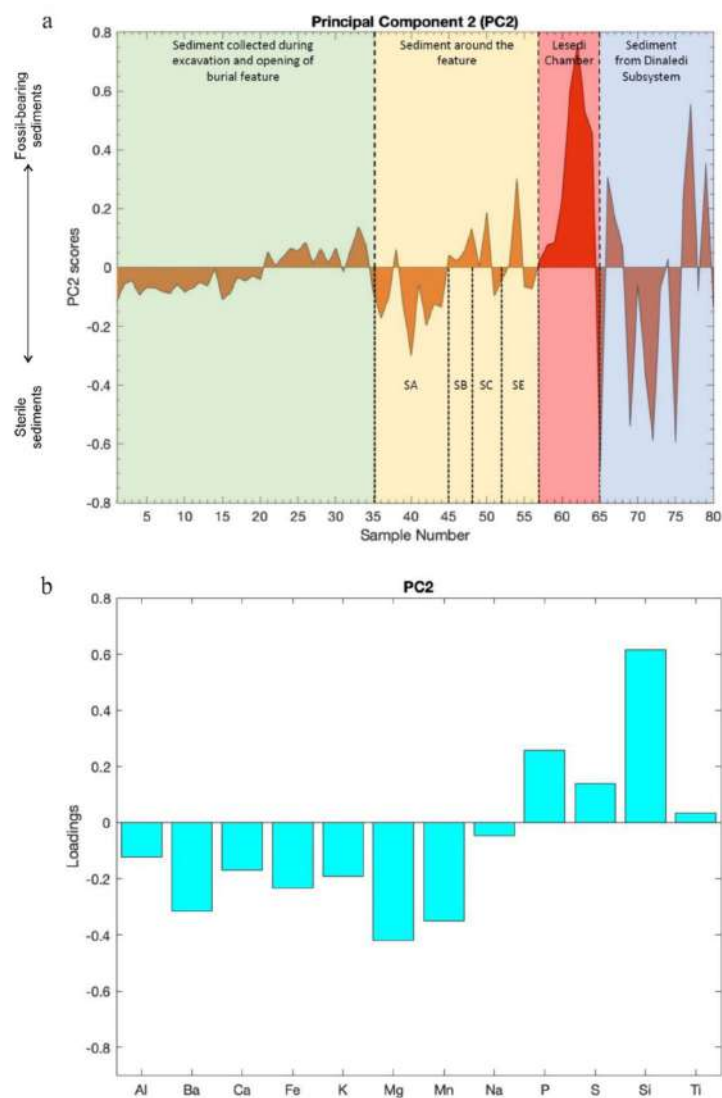 a
Principal Component 2 (PC2)
Sediment collected during
excavation and opening
of burial feature
Sediment around the
feature
Lesedi
Chamber
Sediment
from Dinaledi
Subsystem
Fossil-bearing
sediments
Sterile
sediments
PC2 scores
0.8
0.6
0.4
0.2
0
-0.2
-0.4
-0.6
-0.8
SA
SB
SC
SE
5 10 15 20 25 30 35 40 45 50 55 60 65 70 75 80
Sample Number
b
PC2
Loadings
0.8
0.6
0.4
0.2
0
-0.2
-0.4
-0.6
-0.8
Al Ba Ca Fe K Mg Mn Na P S Si Ti